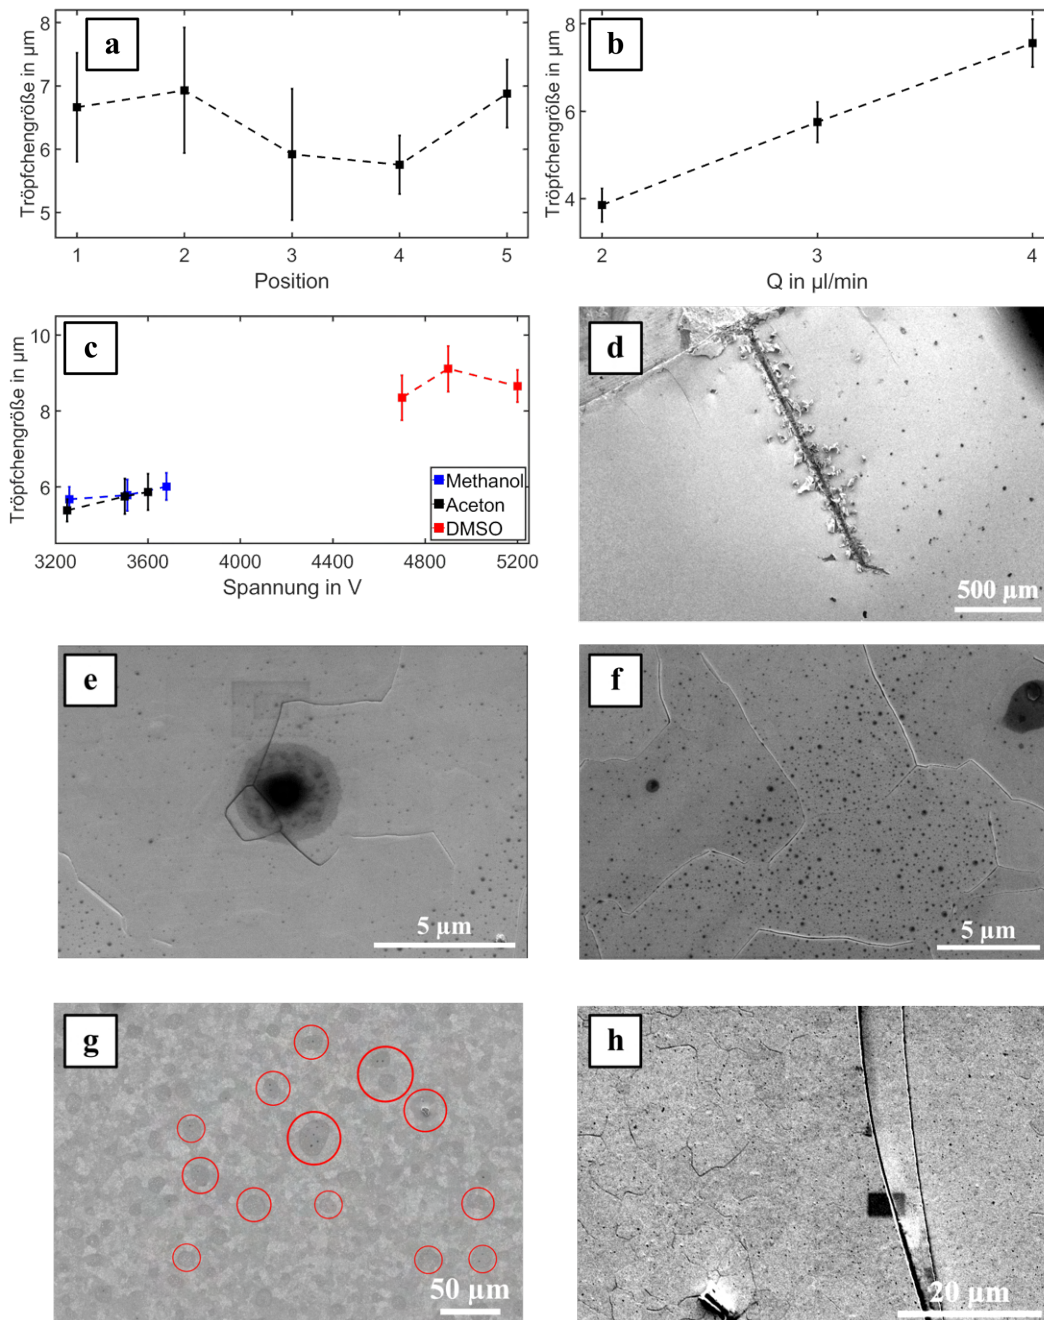 a
8
7
6
5
Tröpfchengröße in µm
1 2 3 4 5
Position
b
8
6
4
Tröpfchengröße in µm
2 3 4
Q in µl/min
c
10
8
6
Tröpfchengröße in µm
Methanol
Aceton
DMSO
3200 3600 4000 4400 4800 5200
Spannung in V
d
500 µm
e
5 µm
f
5 µm
g
50 µm
h
20 µm